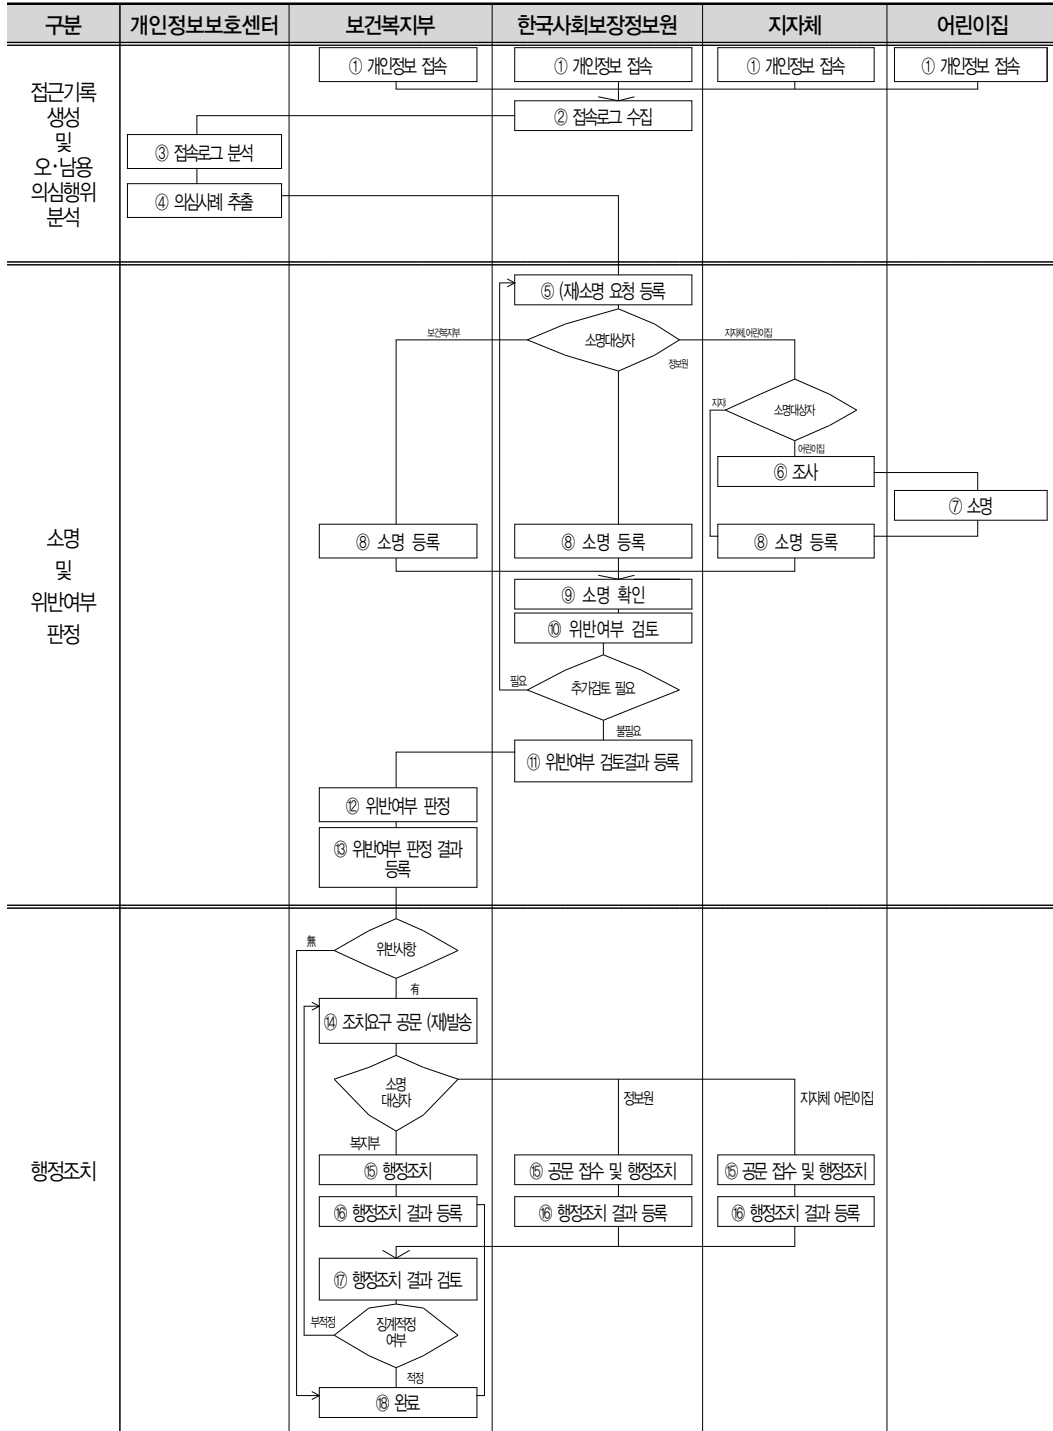 구분 개인정보보호센터 보건복지부 한국사회보장정보원 지자체 어린이집
접근기록
생성
및
오·남용
의심행위
분석
① 개인정보 접속 ① 개인정보 접속 ① 개인정보 접속 ① 개인정보 접속
② 접속로그 수집
③ 접속로그 분석
④ 의심사례 추출
소명
및
위반여부
판정
⑤ (재)소명 요청 등록
보건복지부 소명대상자 지자체,어린이집
정보원
지자 소명대상자
어린이집
⑥ 조사
⑦ 소명
⑧ 소명 등록 ⑧ 소명 등록 ⑧ 소명 등록
⑨ 소명 확인
⑩ 위반여부 검토
필요 추가검토 필요
불필요
⑪ 위반여부 검토결과 등록
⑫ 위반여부 판정
⑬ 위반여부 판정 결과
등록
행정조치
無 위반사항
有
⑭ 조치요구 공문 (재)발송
소명
대상자
정보원 지자체 어린이집
복지부
⑮ 행정조치 ⑮ 공문 접수 및 행정조치 ⑮ 공문 접수 및 행정조치
⑯ 행정조치 결과 등록 ⑯ 행정조치 결과 등록 ⑯ 행정조치 결과 등록
⑰ 행정조치 결과 검토
부적정 징계적정
여부
적정
⑱ 완료